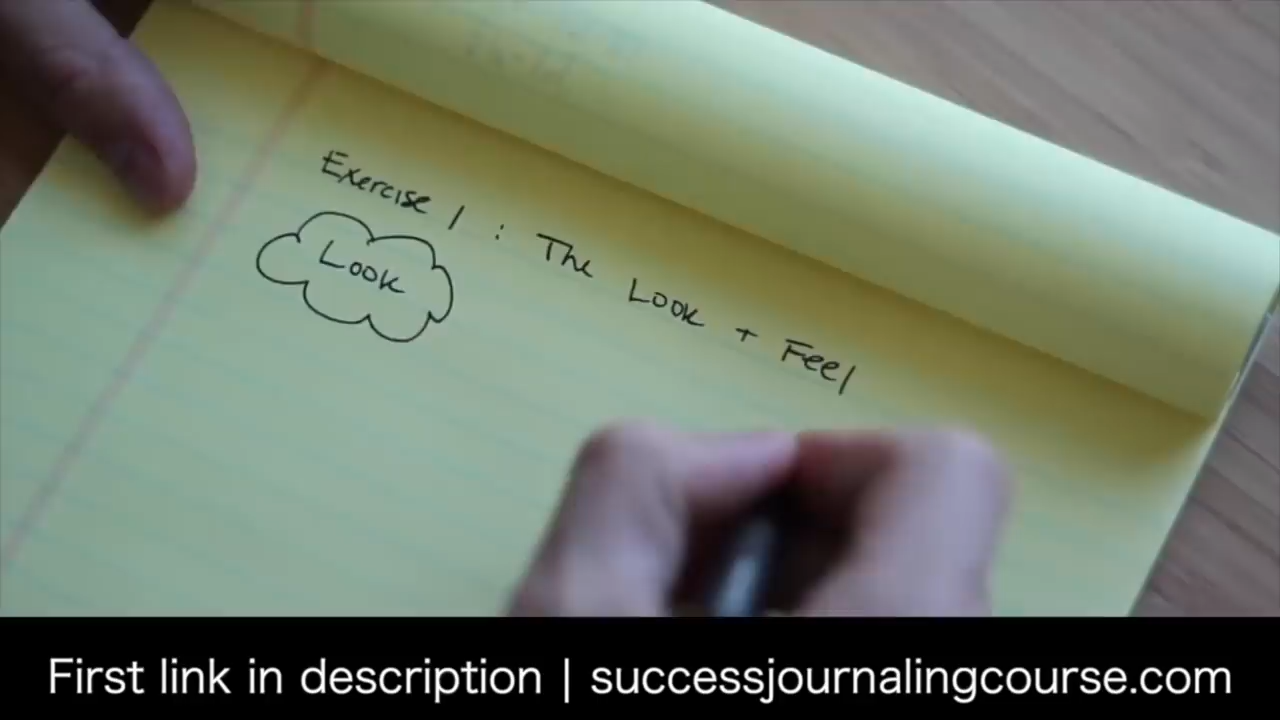 Exercise 1 : The Look + Feel
Look
First link in description | successjournalingcourse.com